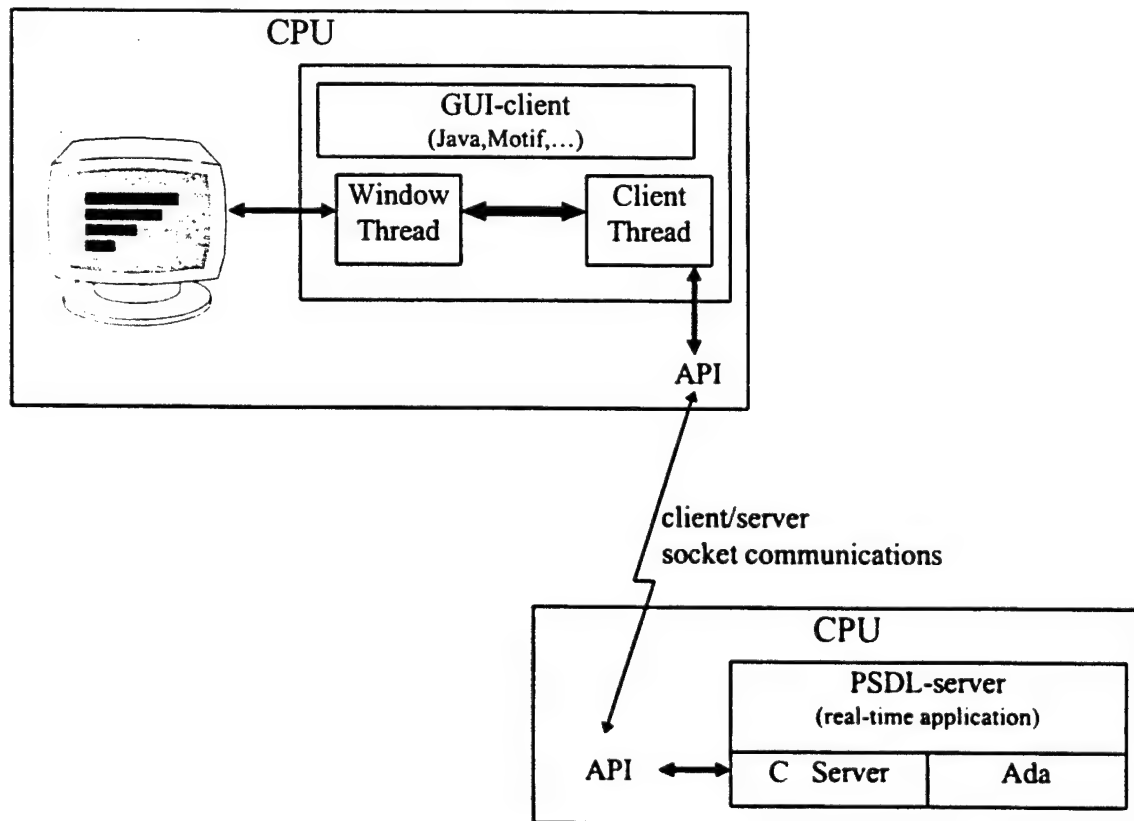 CPU
GUI-client
(Java,Motif,...)
Window
Thread
Client
Thread
API
client/server
socket communications
CPU
PSDL-server
(real-time application)
API
C Server
Ada